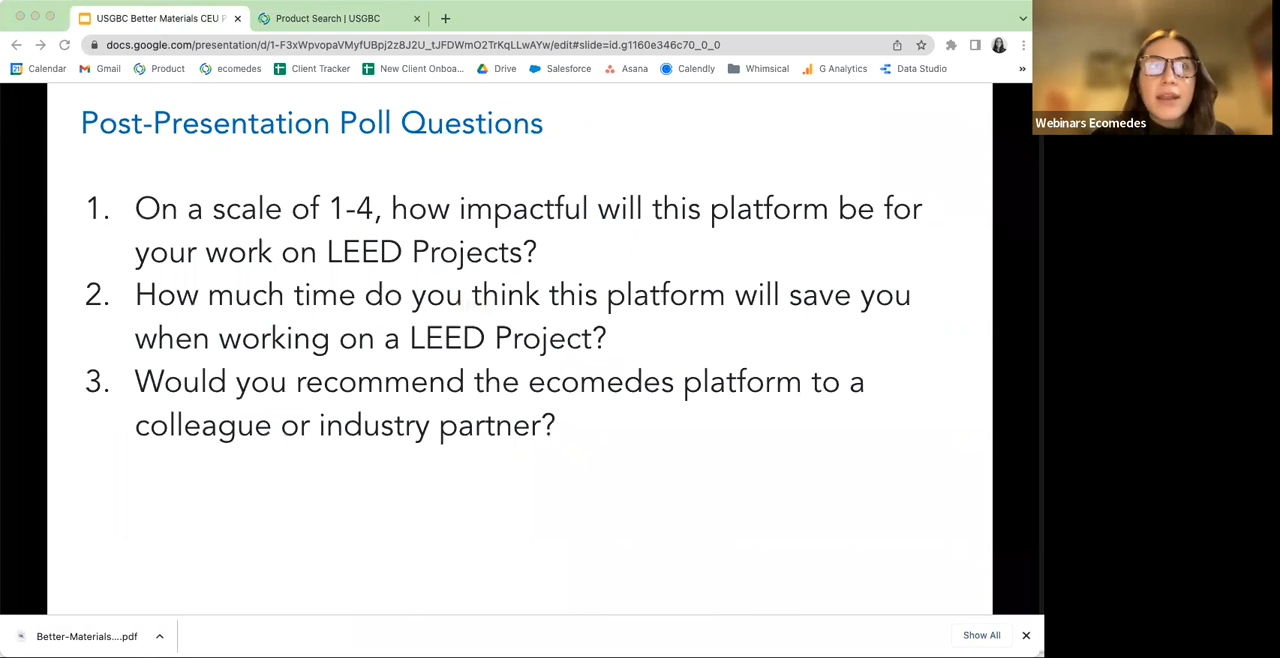 USGBC Better Materials CEU P
Product Search | USGBC
docs.google.com/presentation/d/1-F3xWpvopaVMyfUBpj2z8J2U_tJFDWmO2TrKqLLwAYw/edit#slide=id.g1160e346c70_0_0
Calendar
Gmail
Product
ecomedes
Client Tracker
New Client Onboa...
Drive
Salesforce
Asana
Calendly
Whimsical
G Analytics
Data Studio
»
Webinars Ecomedes
Post-Presentation Poll Questions
1. On a scale of 1-4, how impactful will this platform be for
your work on LEED Projects?
2. How much time do you think this platform will save you
when working on a LEED Project?
3. Would you recommend the ecomedes platform to a
colleague or industry partner?
Better-Materials....pdf
Show All